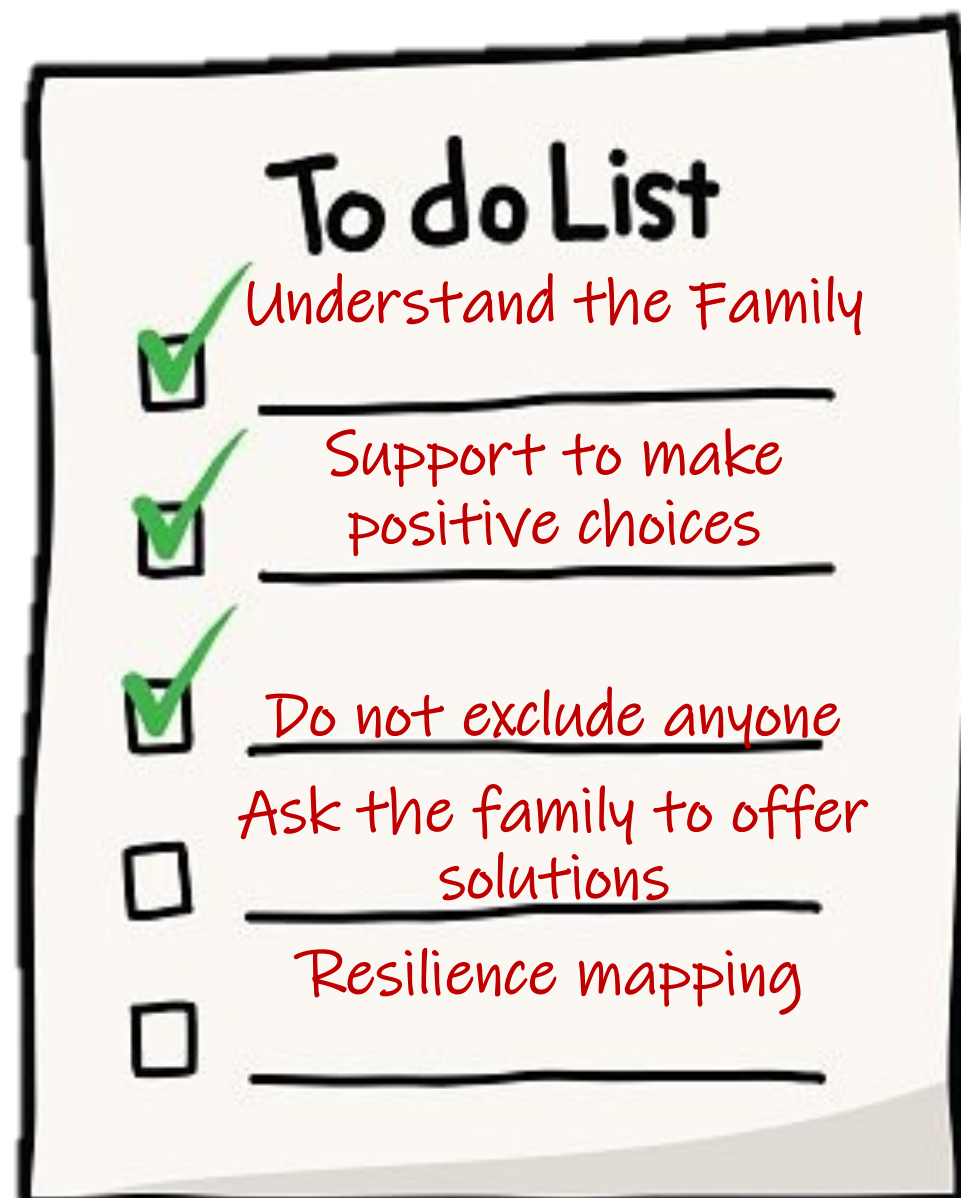 To do List
Understand the Family
Support to make
positive choices
Do not exclude anyone
Ask the family to offer
solutions
Resilience mapping